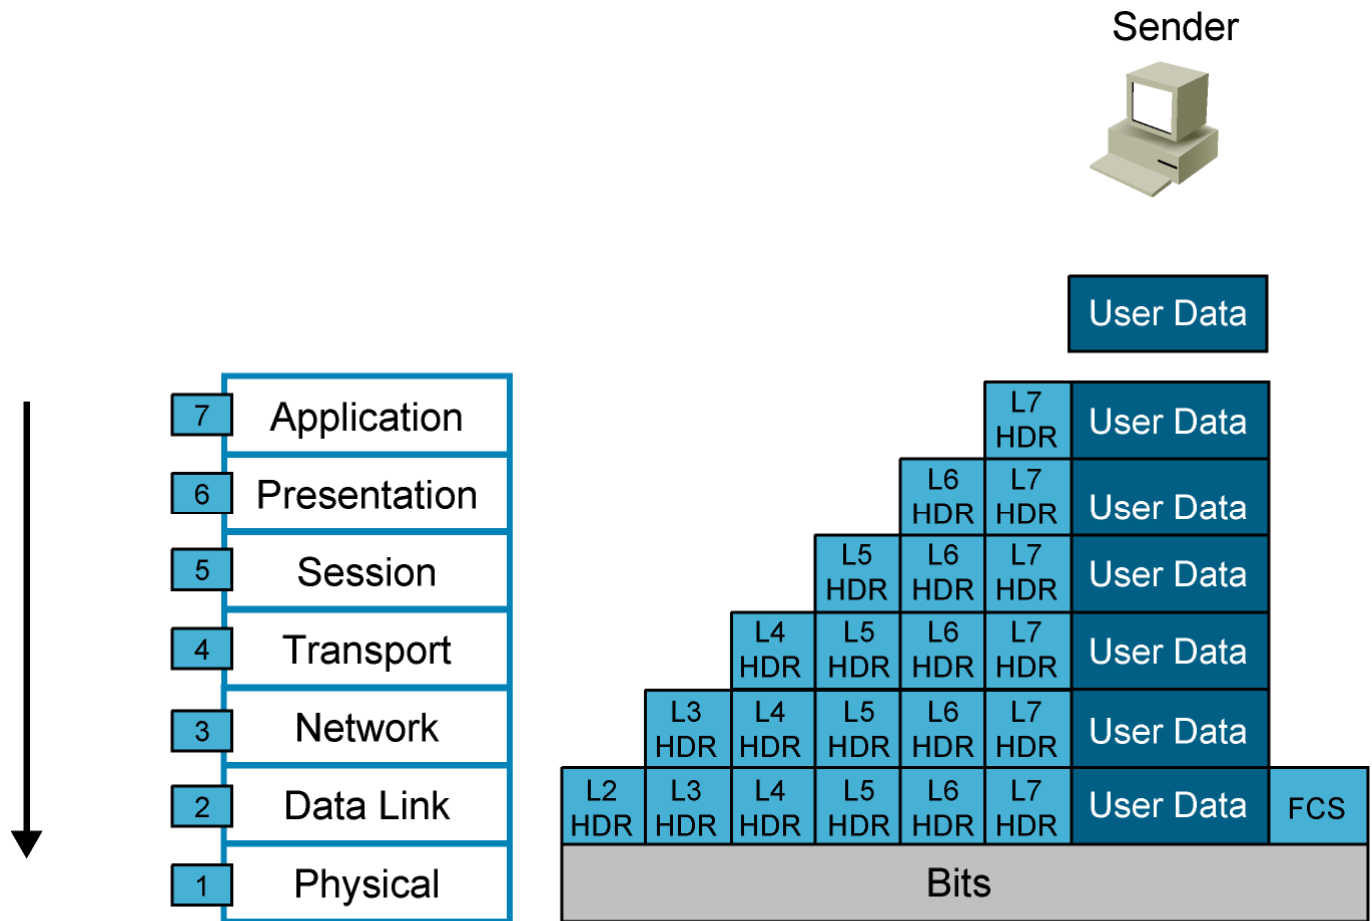 Sender
User Data
7 Application
L7 HDR User Data
6 Presentation
L6 HDR L7 HDR User Data
5 Session
L5 HDR L6 HDR L7 HDR User Data
4 Transport
L4 HDR L5 HDR L6 HDR L7 HDR User Data
3 Network
L3 HDR L4 HDR L5 HDR L6 HDR L7 HDR User Data
2 Data Link
L2 HDR L3 HDR L4 HDR L5 HDR L6 HDR L7 HDR User Data FCS
1 Physical
Bits